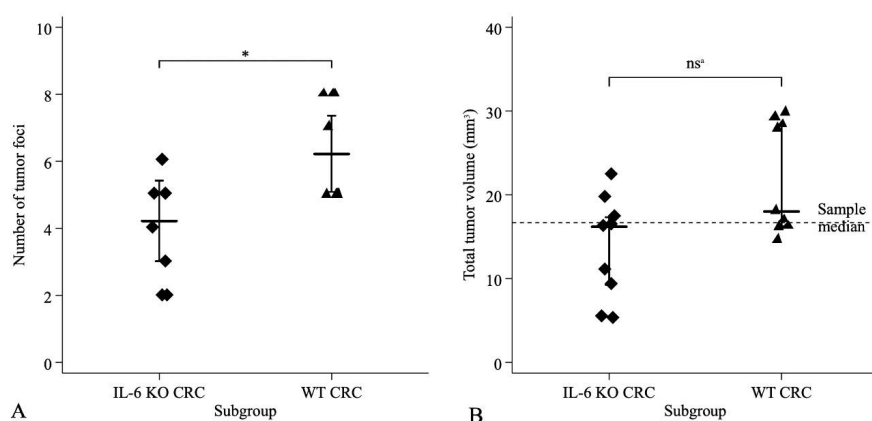 10
8
6
4
2
0
Number of tumor foci
*
IL-6 KO CRC
WT CRC
Subgroup
A
40
30
20
10
0
Total tumor volume (mm³)
nsᵃ
Sample
median
IL-6 KO CRC
WT CRC
Subgroup
B